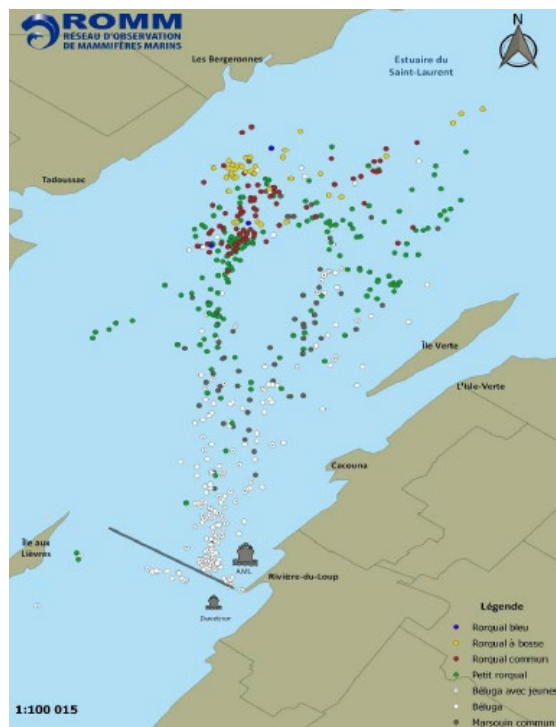 ROMM
RÉSEAU D'OBSERVATION
DE MAMMIFÈRES MARINS
N
Les Bergeronnes
Estuaire du
Saint-Laurent
Tadoussac
Île Verte
L'Isle-Verte
Cacouna
Île aux
Lièvres
AML
Rivière-du-Loup
Duvetnor
Légende
Rorqual bleu
Rorqual à bosse
Rorqual commun
Petit rorqual
Béluga avec jeunes
Béluga
Marsouin commun
1:100 015